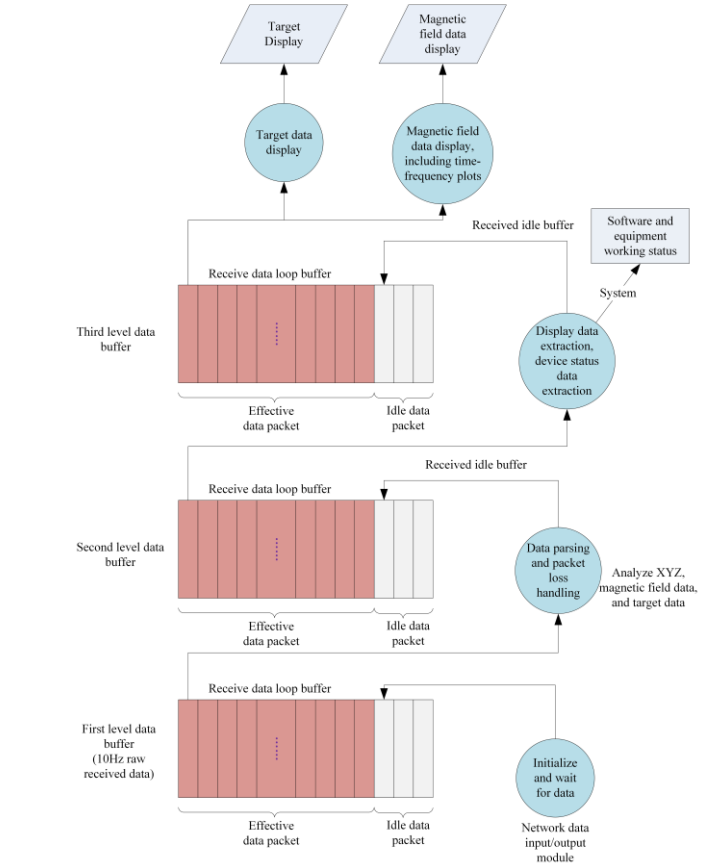 Target
Display
Magnetic
field data
display
Target data
display
Magnetic field
data display,
including time-
frequency plots
Received idle buffer
Software and
equipment
working status
System
Receive data loop buffer
Third level data
buffer
Display data
extraction,
device status
data
extraction
Effective
data packet
Idle data
packet
Received idle buffer
Receive data loop buffer
Second level data
buffer
Data parsing
and packet
loss
handling
Analyze XYZ,
magnetic field data,
and target data
Effective
data packet
Idle data
packet
Receive data loop buffer
First level data
buffer
(10Hz raw
received data)
Initialize
and wait
for data
Effective
data packet
Idle data
packet
Network data
input/output
module